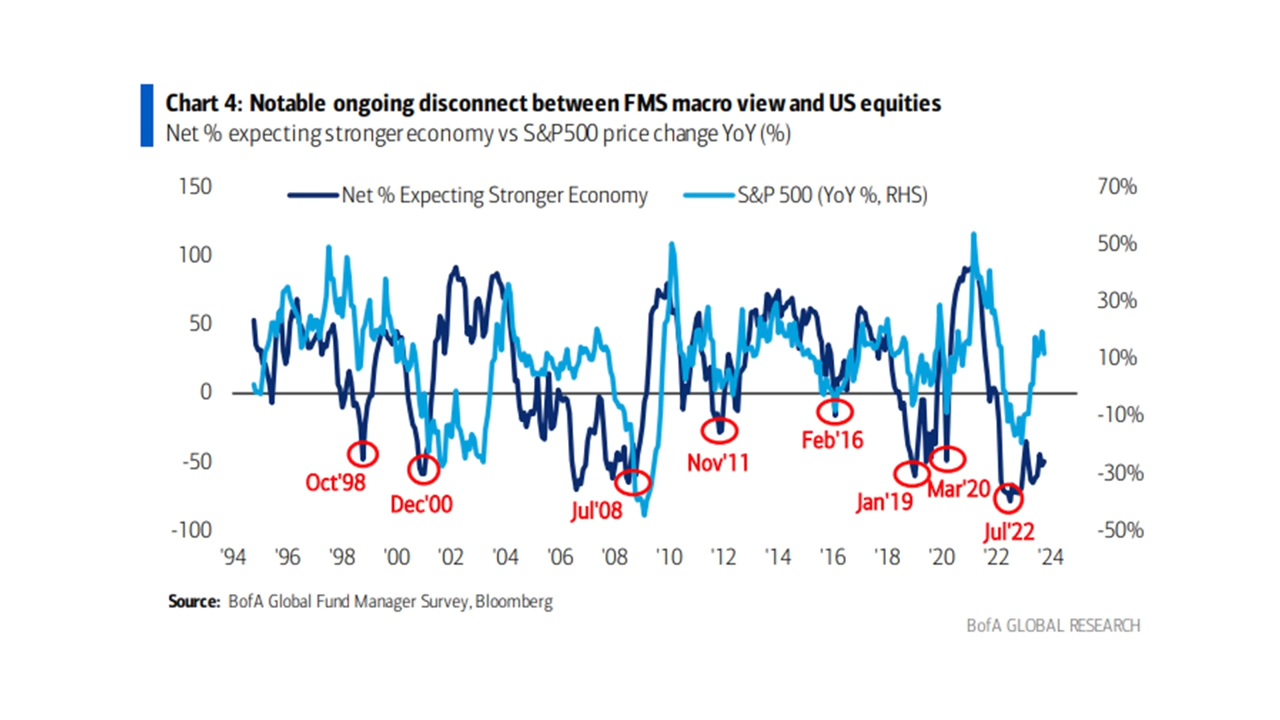 Chart 4: Notable ongoing disconnect between FMS macro view and US equities
Net % expecting stronger economy vs S&P500 price change YoY (%)
150
70%
Net % Expecting Stronger Economy
S&P 500 (YoY %, RHS)
100
50%
50
30%
10%
0
-10%
-50
-30%
-100
-50%
Oct'98
Dec'00
Jul'08
Nov'11
Feb'16
Jan'19
Mar'20
Jul'22
'94 '96 '98 '00 '02 '04 '06 '08 '10 '12 '14 '16 '18 '20 '22 '24
Source: BofA Global Fund Manager Survey, Bloomberg
BofA GLOBAL RESEARCH